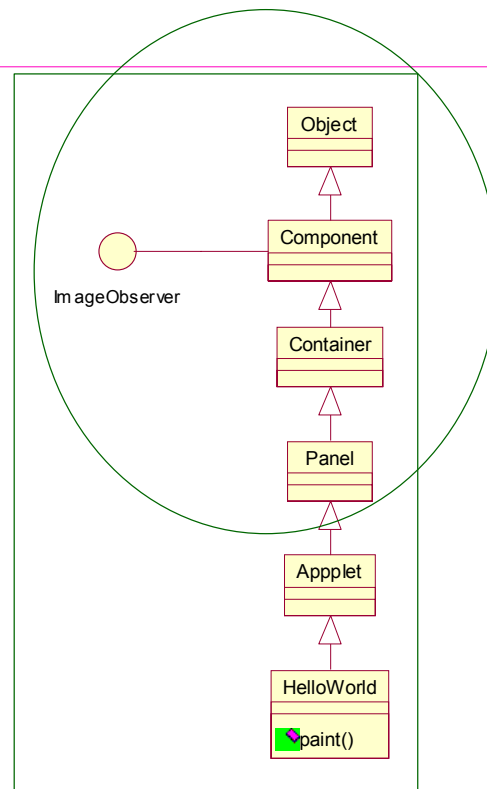 Object
Component
ImageObserver
Container
Panel
Appplet
HelloWorld
paint()